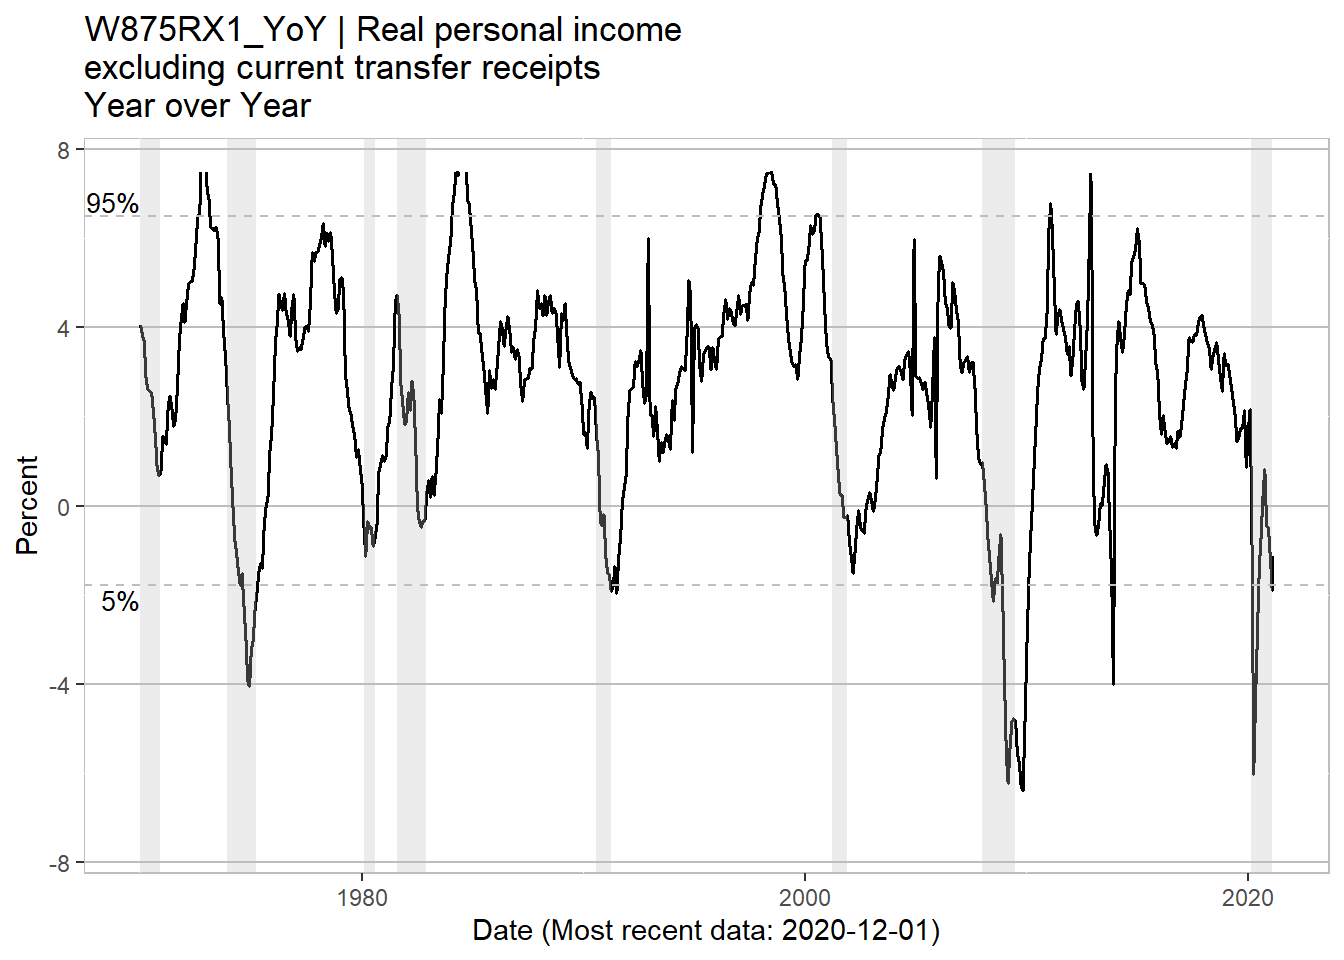 W875RX1_YoY | Real personal income
excluding current transfer receipts
Year over Year
8
95%
4
0
5%
-4
-8
Percent
1980
2000
2020
Date (Most recent data: 2020-12-01)